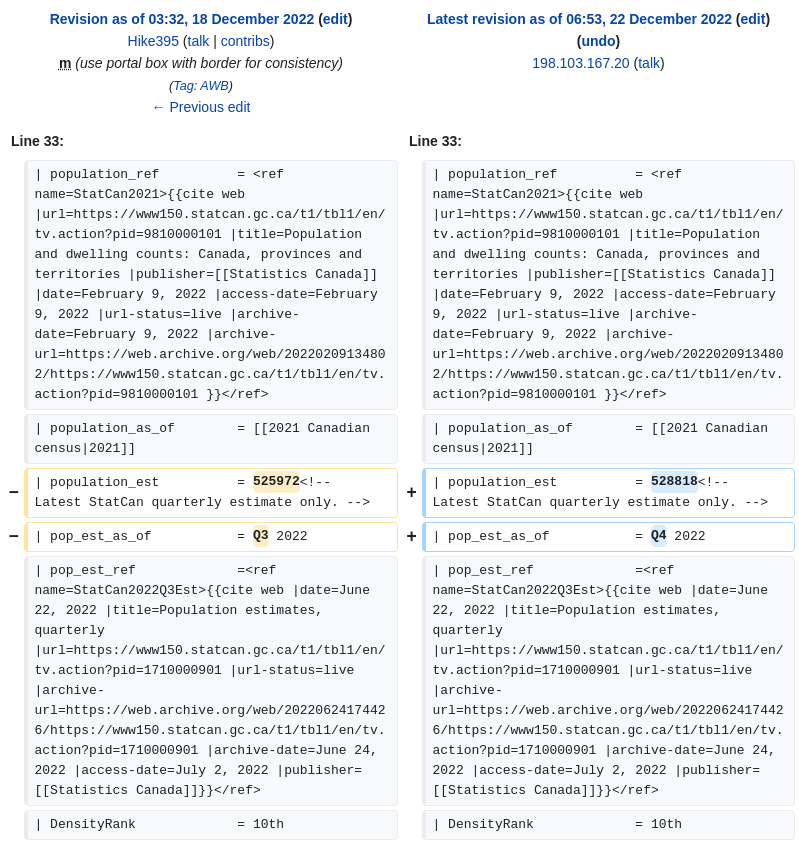 Revision as of 03:32, 18 December 2022 (edit)
Hike395 (talk | contribs)
m (use portal box with border for consistency)
(Tag: AWB)
← Previous edit
Latest revision as of 06:53, 22 December 2022 (edit)
(undo)
198.103.167.20 (talk)
Line 33:
| population_ref = <ref
name=StatCan2021>{{cite web
|url=https://www150.statcan.gc.ca/t1/tbl1/en/
tv.action?pid=9810000101 |title=Population
and dwelling counts: Canada, provinces and
territories |publisher=[[Statistics Canada]]
|date=February 9, 2022 |access-date=February
9, 2022 |url-status=live |archive-
date=February 9, 2022 |archive-
url=https://web.archive.org/web/2022020913480
2/https://www150.statcan.gc.ca/t1/tbl1/en/tv.
action?pid=9810000101 }}</ref>
| population_as_of = [[2021 Canadian
census|2021]]
− | population_est = 525972<!--
Latest StatCan quarterly estimate only. -->
− | pop_est_as_of = Q3 2022
| pop_est_ref =<ref
name=StatCan2022Q3Est>{{cite web |date=June
22, 2022 |title=Population estimates,
quarterly
|url=https://www150.statcan.gc.ca/t1/tbl1/en/
tv.action?pid=1710000901 |url-status=live
|archive-
url=https://web.archive.org/web/2022062417442
6/https://www150.statcan.gc.ca/t1/tbl1/en/tv.
action?pid=1710000901 |archive-date=June 24,
2022 |access-date=July 2, 2022 |publisher=
[[Statistics Canada]]}}</ref>
| DensityRank = 10th
Line 33:
| population_ref = <ref
name=StatCan2021>{{cite web
|url=https://www150.statcan.gc.ca/t1/tbl1/en/
tv.action?pid=9810000101 |title=Population
and dwelling counts: Canada, provinces and
territories |publisher=[[Statistics Canada]]
|date=February 9, 2022 |access-date=February
9, 2022 |url-status=live |archive-
date=February 9, 2022 |archive-
url=https://web.archive.org/web/2022020913480
2/https://www150.statcan.gc.ca/t1/tbl1/en/tv.
action?pid=9810000101 }}</ref>
| population_as_of = [[2021 Canadian
census|2021]]
+ | population_est = 528818<!--
Latest StatCan quarterly estimate only. -->
+ | pop_est_as_of = Q4 2022
| pop_est_ref =<ref
name=StatCan2022Q3Est>{{cite web |date=June
22, 2022 |title=Population estimates,
quarterly
|url=https://www150.statcan.gc.ca/t1/tbl1/en/
tv.action?pid=1710000901 |url-status=live
|archive-
url=https://web.archive.org/web/2022062417442
6/https://www150.statcan.gc.ca/t1/tbl1/en/tv.
action?pid=1710000901 |archive-date=June 24,
2022 |access-date=July 2, 2022 |publisher=
[[Statistics Canada]]}}</ref>
| DensityRank = 10th